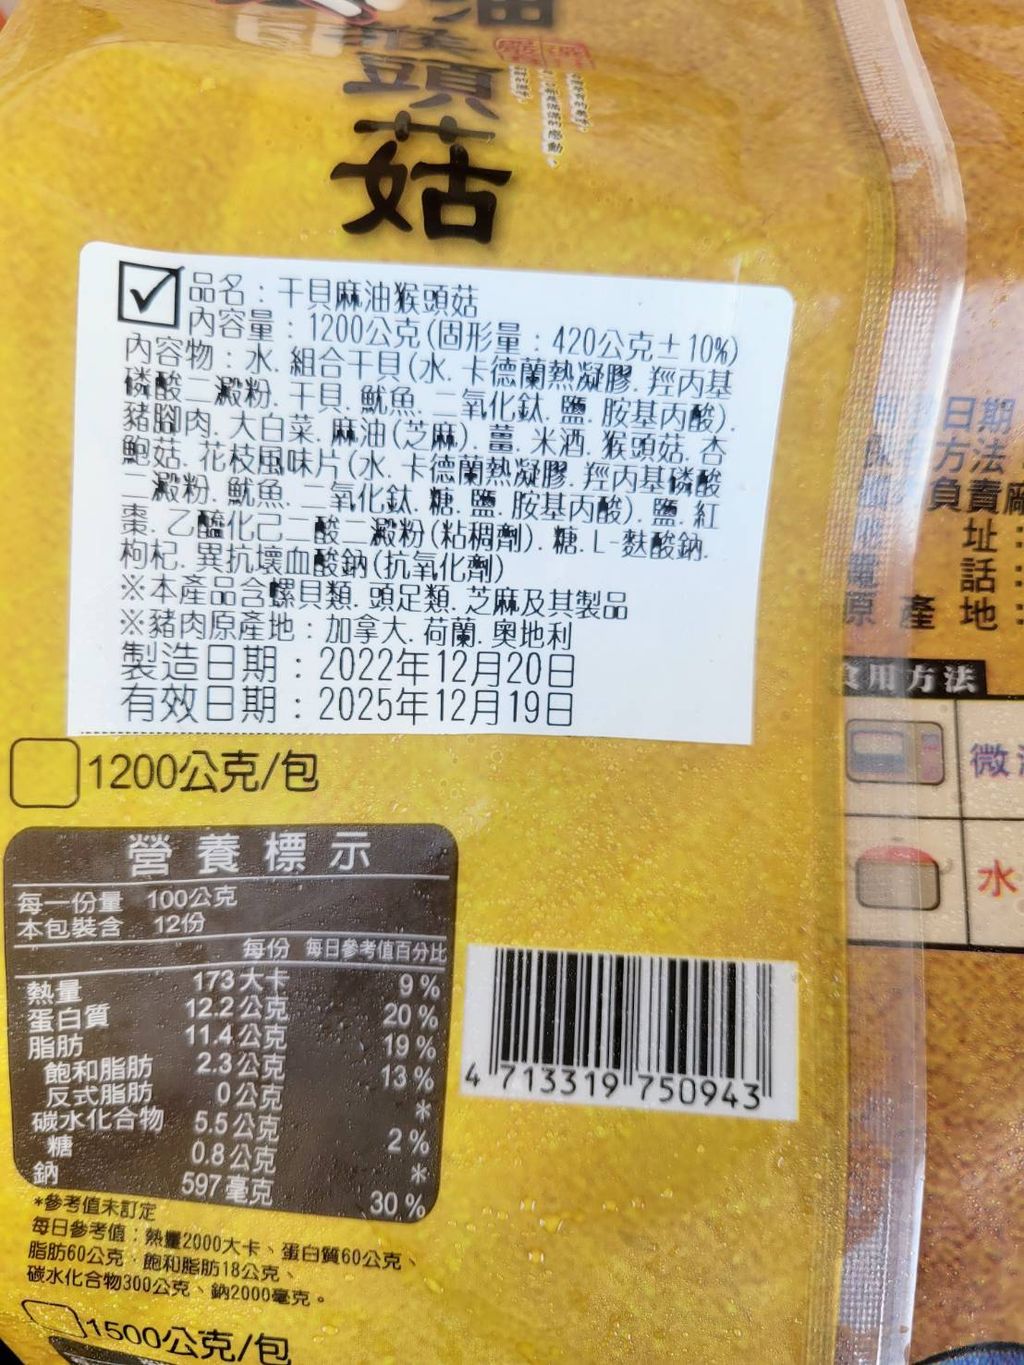 油
猴
頭
菇
品名：干貝麻油猴頭菇
內容量：1200公克(固形量：420公克±10%)
內容物：水.組合干貝(水.卡德蘭熱凝膠.羥丙基
磷酸二澱粉.干貝.魷魚.二氧化鈦.鹽.胺基丙酸).
豬腳肉.大白菜.麻油(芝麻).薑.米酒.猴頭菇.杏
鮑菇.花枝風味片(水.卡德蘭熱凝膠.羥丙基磷酸
二澱粉.魷魚.二氧化鈦.糖.鹽.胺基丙酸).鹽.紅
棗.乙醯化己二酸二澱粉(粘稠劑).糖.L-麩酸鈉.
枸杞.異抗壞血酸鈉(抗氧化劑)
※本產品含螺貝類.頭足類.芝麻及其製品
※豬肉原產地：加拿大.荷蘭.奧地利
製造日期：2022年12月20日
有效日期：2025年12月19日
1200公克/包
營養標示
每一份量 100公克
本包裝含 12份
每份 每日參考值百分比
熱量 173大卡 9%
蛋白質 12.2公克 20%
脂肪 11.4公克 19%
飽和脂肪 2.3公克 13%
反式脂肪 0公克 *
碳水化合物 5.5公克 2%
糖 0.8公克 *
鈉 597毫克 30%
*參考值未訂定
每日參考值：熱量2000大卡、蛋白質60公克、
脂肪60公克、飽和脂肪18公克、
碳水化合物300公克、鈉2000毫克。
1500公克/包
4 713319 750943
日期
方法：
負責廠
址：
電話：
原產地：
食用方法
微
水